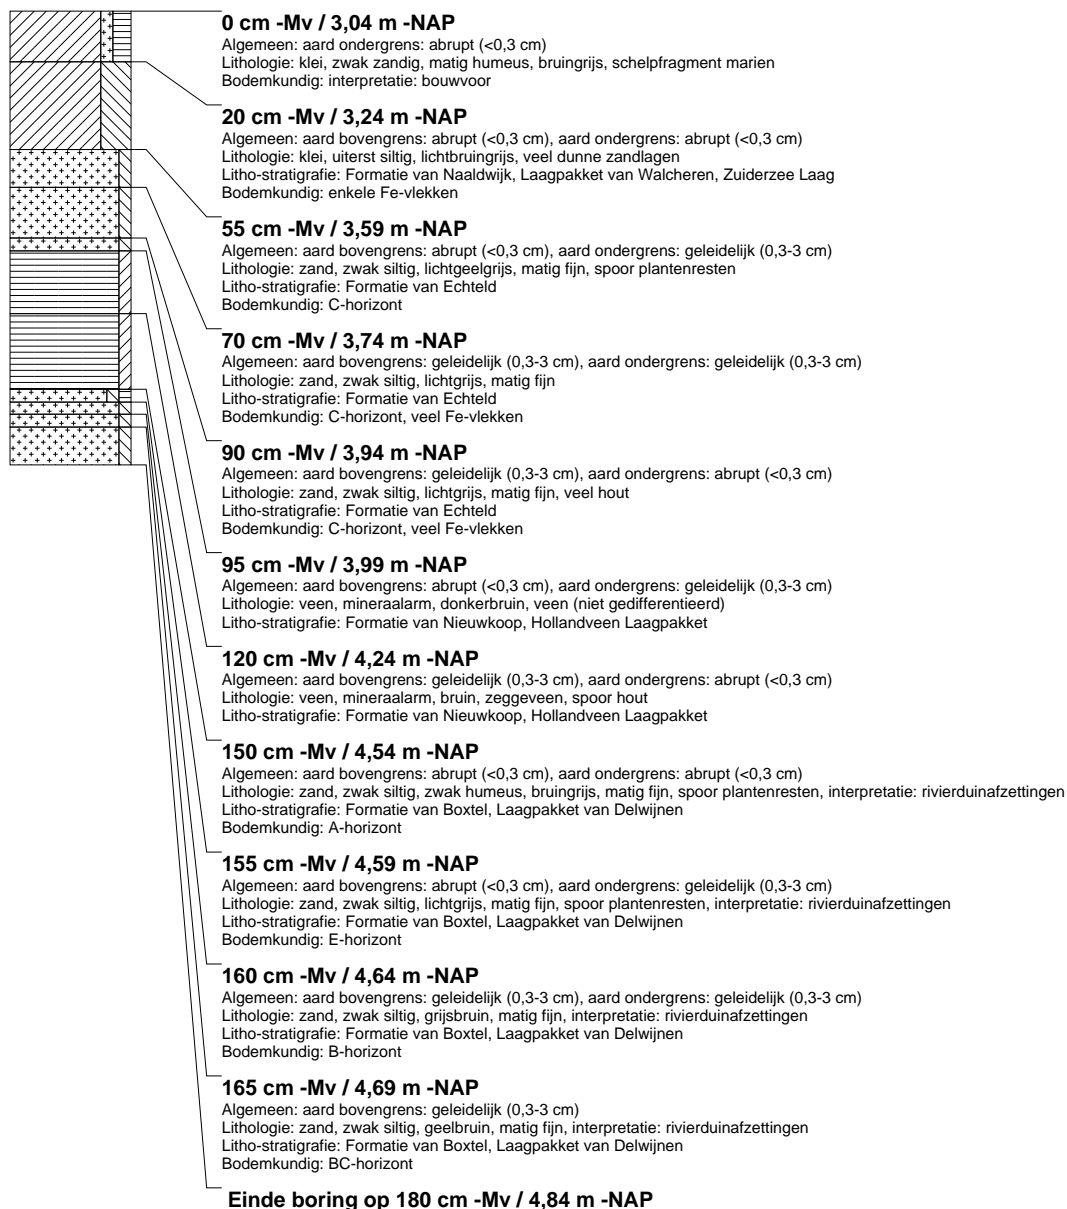 0 cm -Mv / 3,04 m -NAP
Algemeen: aard ondergrens: abrupt (<0,3 cm)
Lithologie: klei, zwak zandig, matig humeus, bruingrijs, schelpfragment marien
Bodemkundig: interpretatie: bouwvoor
20 cm -Mv / 3,24 m -NAP
Algemeen: aard bovengrens: abrupt (<0,3 cm), aard ondergrens: abrupt (<0,3 cm)
Lithologie: klei, uiterst siltig, lichtbruingrijs, veel dunne zandlagen
Litho-stratigrafie: Formatie van Naaldwijk, Laagpakket van Walcheren, Zuiderzee Laag
Bodemkundig: enkele Fe-vlekken
55 cm -Mv / 3,59 m -NAP
Algemeen: aard bovengrens: abrupt (<0,3 cm), aard ondergrens: geleidelijk (0,3-3 cm)
Lithologie: zand, zwak siltig, lichtgeelgrijs, matig fijn, spoor plantenresten
Litho-stratigrafie: Formatie van Echteld
Bodemkundig: C-horizont
70 cm -Mv / 3,74 m -NAP
Algemeen: aard bovengrens: geleidelijk (0,3-3 cm), aard ondergrens: geleidelijk (0,3-3 cm)
Lithologie: zand, zwak siltig, lichtgrijs, matig fijn
Litho-stratigrafie: Formatie van Echteld
Bodemkundig: C-horizont, veel Fe-vlekken
90 cm -Mv / 3,94 m -NAP
Algemeen: aard bovengrens: geleidelijk (0,3-3 cm), aard ondergrens: abrupt (<0,3 cm)
Lithologie: zand, zwak siltig, lichtgrijs, matig fijn, veel hout
Litho-stratigrafie: Formatie van Echteld
Bodemkundig: C-horizont, veel Fe-vlekken
95 cm -Mv / 3,99 m -NAP
Algemeen: aard bovengrens: abrupt (<0,3 cm), aard ondergrens: geleidelijk (0,3-3 cm)
Lithologie: veen, mineraalarm, donkerbruin, veen (niet gedifferentieerd)
Litho-stratigrafie: Formatie van Nieuwkoop, Hollandveen Laagpakket
120 cm -Mv / 4,24 m -NAP
Algemeen: aard bovengrens: geleidelijk (0,3-3 cm), aard ondergrens: abrupt (<0,3 cm)
Lithologie: veen, mineraalarm, bruin, zeggeveen, spoor hout
Litho-stratigrafie: Formatie van Nieuwkoop, Hollandveen Laagpakket
150 cm -Mv / 4,54 m -NAP
Algemeen: aard bovengrens: abrupt (<0,3 cm), aard ondergrens: abrupt (<0,3 cm)
Lithologie: zand, zwak siltig, zwak humeus, bruingrijs, matig fijn, spoor plantenresten, interpretatie: rivierduinafzettingen
Litho-stratigrafie: Formatie van Boxtel, Laagpakket van Delwijnen
Bodemkundig: A-horizont
155 cm -Mv / 4,59 m -NAP
Algemeen: aard bovengrens: abrupt (<0,3 cm), aard ondergrens: geleidelijk (0,3-3 cm)
Lithologie: zand, zwak siltig, lichtgrijs, matig fijn, spoor plantenresten, interpretatie: rivierduinafzettingen
Litho-stratigrafie: Formatie van Boxtel, Laagpakket van Delwijnen
Bodemkundig: E-horizont
160 cm -Mv / 4,64 m -NAP
Algemeen: aard bovengrens: geleidelijk (0,3-3 cm), aard ondergrens: geleidelijk (0,3-3 cm)
Lithologie: zand, zwak siltig, grijsbruin, matig fijn, interpretatie: rivierduinafzettingen
Litho-stratigrafie: Formatie van Boxtel, Laagpakket van Delwijnen
Bodemkundig: B-horizont
165 cm -Mv / 4,69 m -NAP
Algemeen: aard bovengrens: geleidelijk (0,3-3 cm)
Lithologie: zand, zwak siltig, geelbruin, matig fijn, interpretatie: rivierduinafzettingen
Litho-stratigrafie: Formatie van Boxtel, Laagpakket van Delwijnen
Bodemkundig: BC-horizont
Einde boring op 180 cm -Mv / 4,84 m -NAP